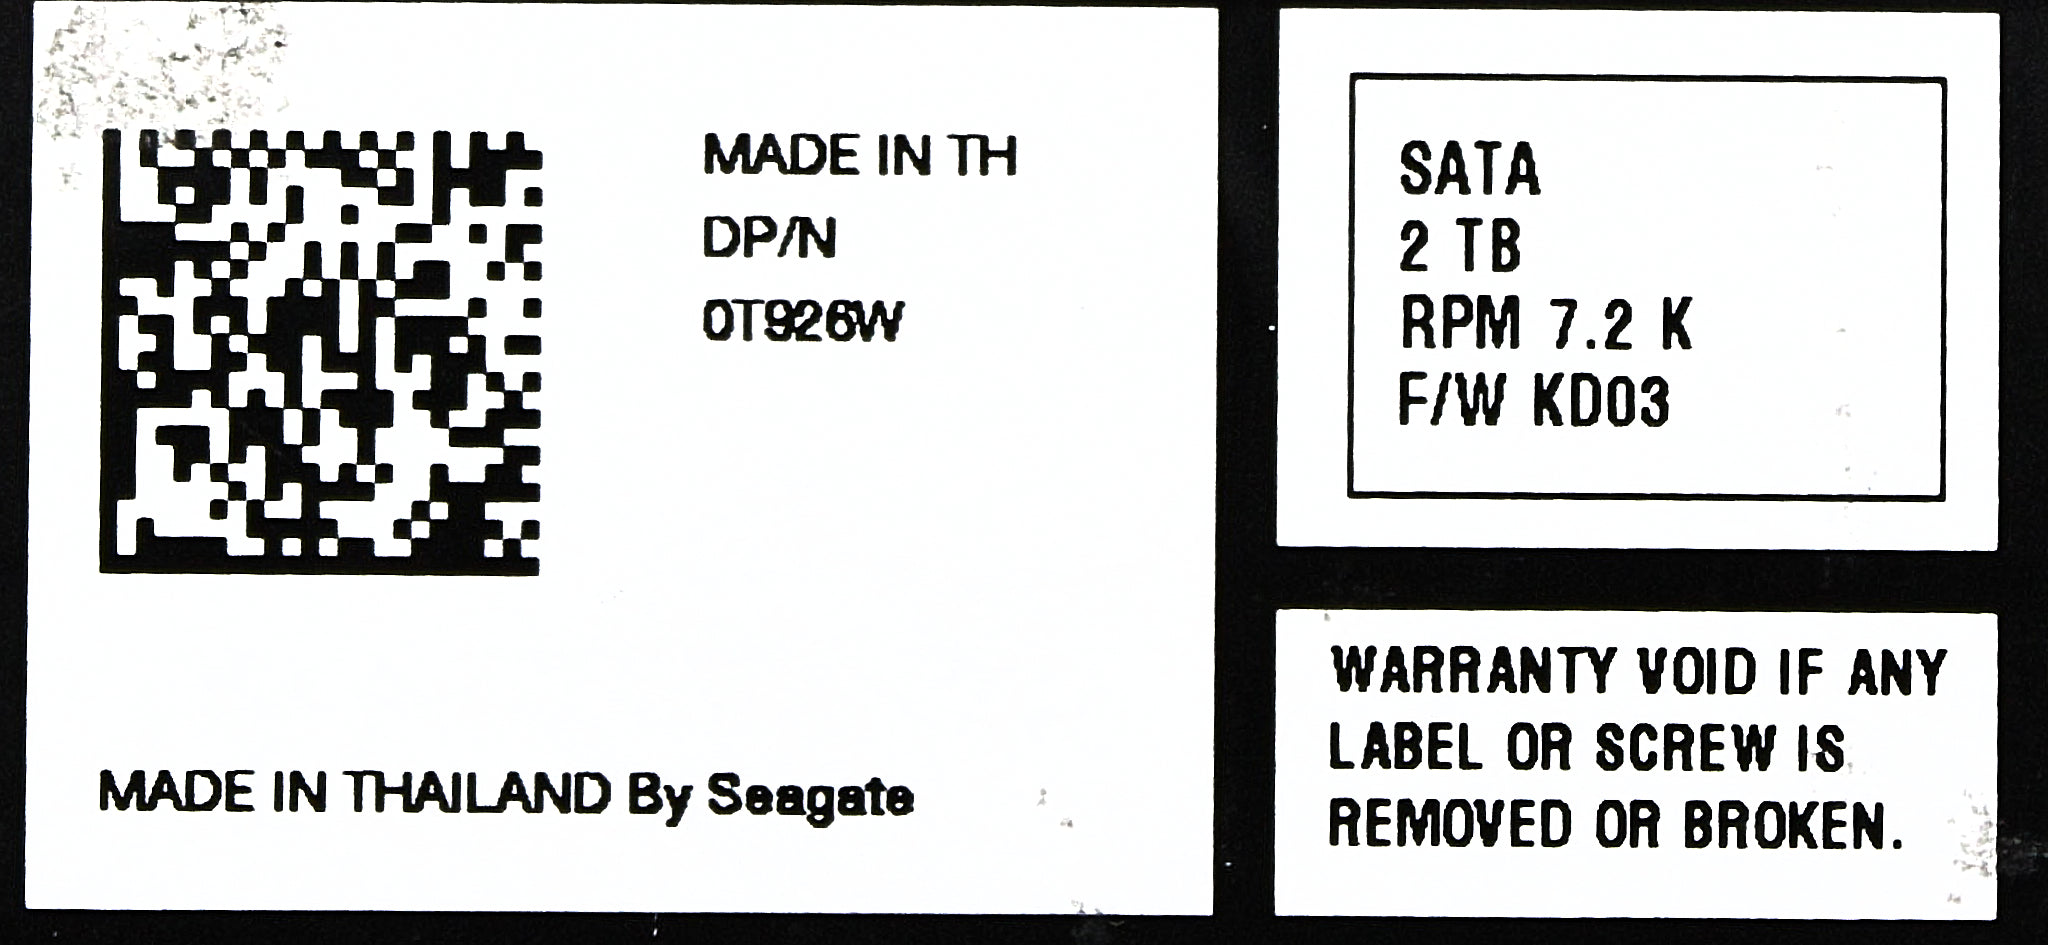 MADE IN TH
DP/N
0T926W
MADE IN THAILAND By Seagate
SATA
2 TB
RPM 7.2 K
F/W KD03
WARRANTY VOID IF ANY
LABEL OR SCREW IS
REMOVED OR BROKEN.